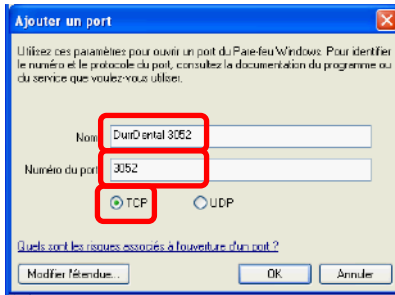 Ajouter un port
Utilisez ces paramètres pour ouvrir un port du Pare-feu Windows. Pour identifier
le numéro et le protocole du port, consultez la documentation du programme ou
du service que voulez-vous utiliser.
Nom
DurrDental 3052
Numéro du port
3052
TCP UDP
Quels sont les risques associés à l'ouverture d'un port ?
Modifier l'étendue... OK Annuler